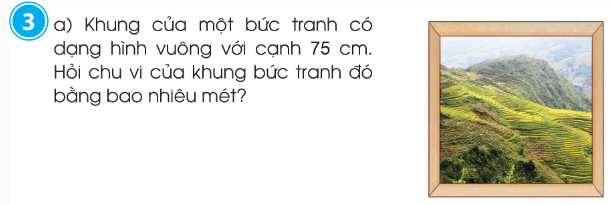 3 a) Khung của một bức tranh có
dạng hình vuông với cạnh 75 cm.
Hỏi chu vi của khung bức tranh đó
bằng bao nhiêu mét?